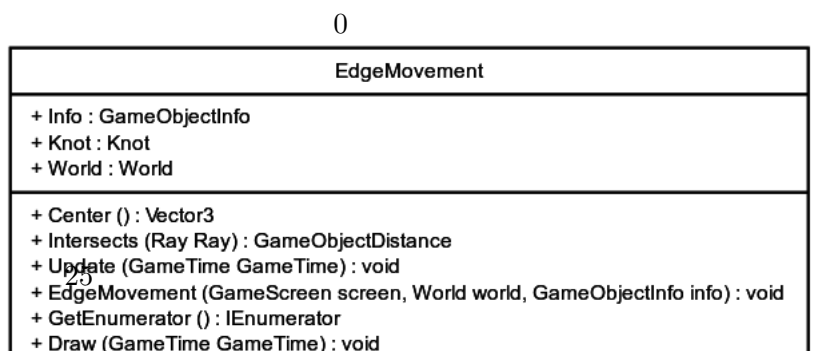 0
EdgeMovement
+ Info : GameObjectInfo
+ Knot : Knot
+ World : World
+ Center () : Vector3
+ Intersects (Ray Ray) : GameObjectDistance
+ Update (GameTime GameTime) : void
25
+ EdgeMovement (GameScreen screen, World world, GameObjectInfo info) : void
+ GetEnumerator () : IEnumerator
+ Draw (GameTime GameTime) : void